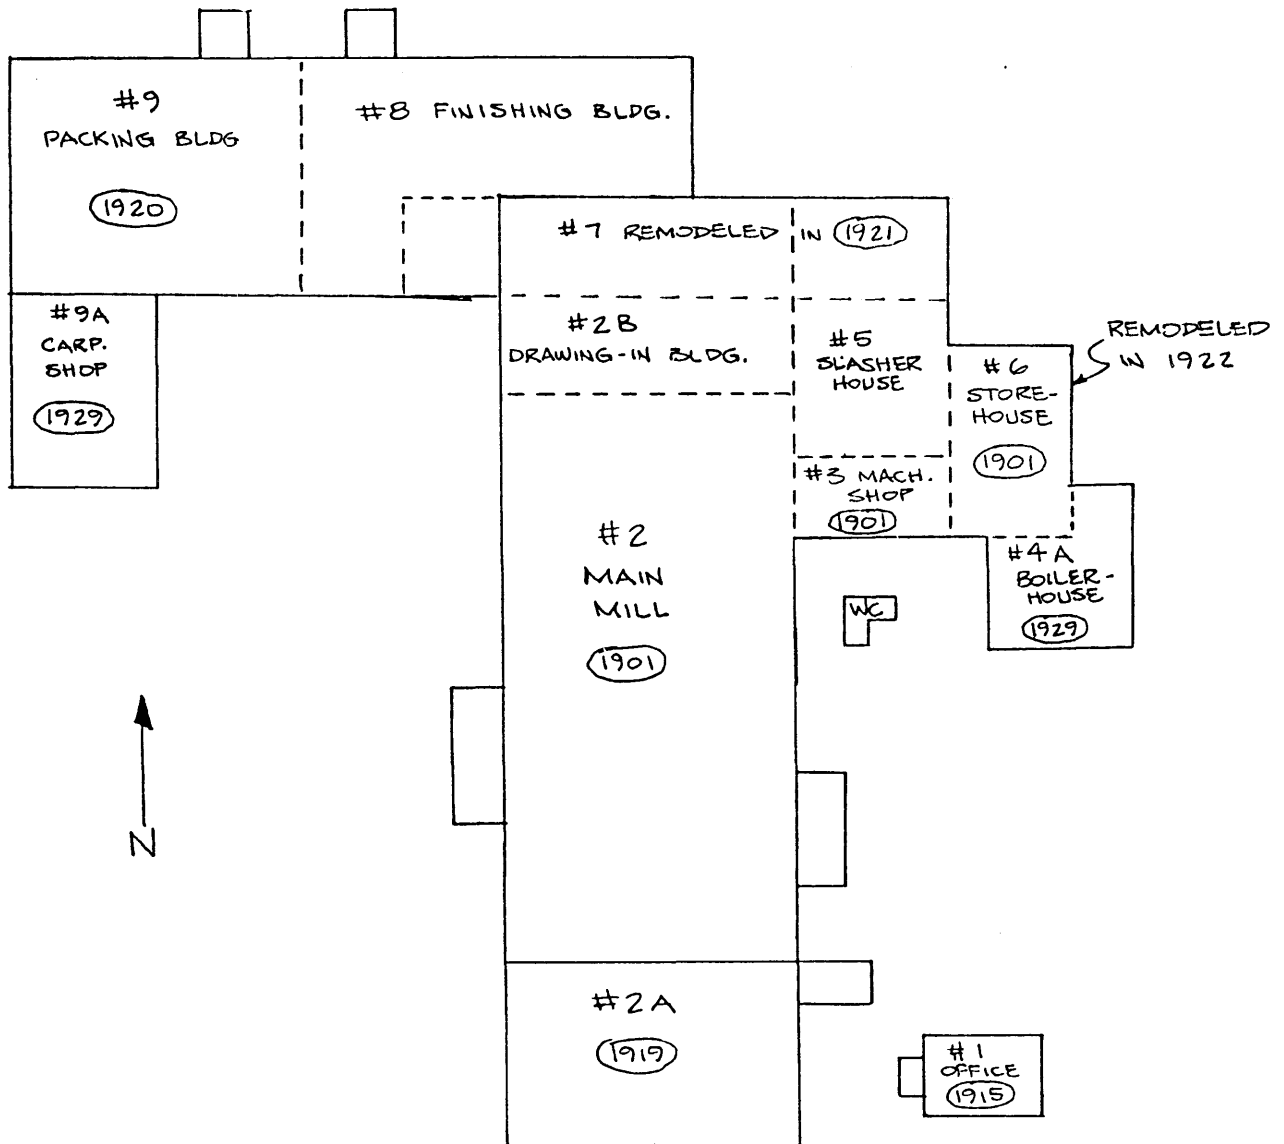 #9
PACKING BLDG
1920
#8 FINISHING BLDG.
#7 REMODELED IN 1921
#9A
CARP.
SHOP
1929
#2B
DRAWING-IN BLDG.
#5
SLASHER
HOUSE
#6
STORE-
HOUSE
1901
REMODELED
IN 1922
#3 MACH.
SHOP
1901
#2
MAIN
MILL
1901
#4A
BOILER-
HOUSE
1929
WC
N
#2A
1919
#1
OFFICE
1915